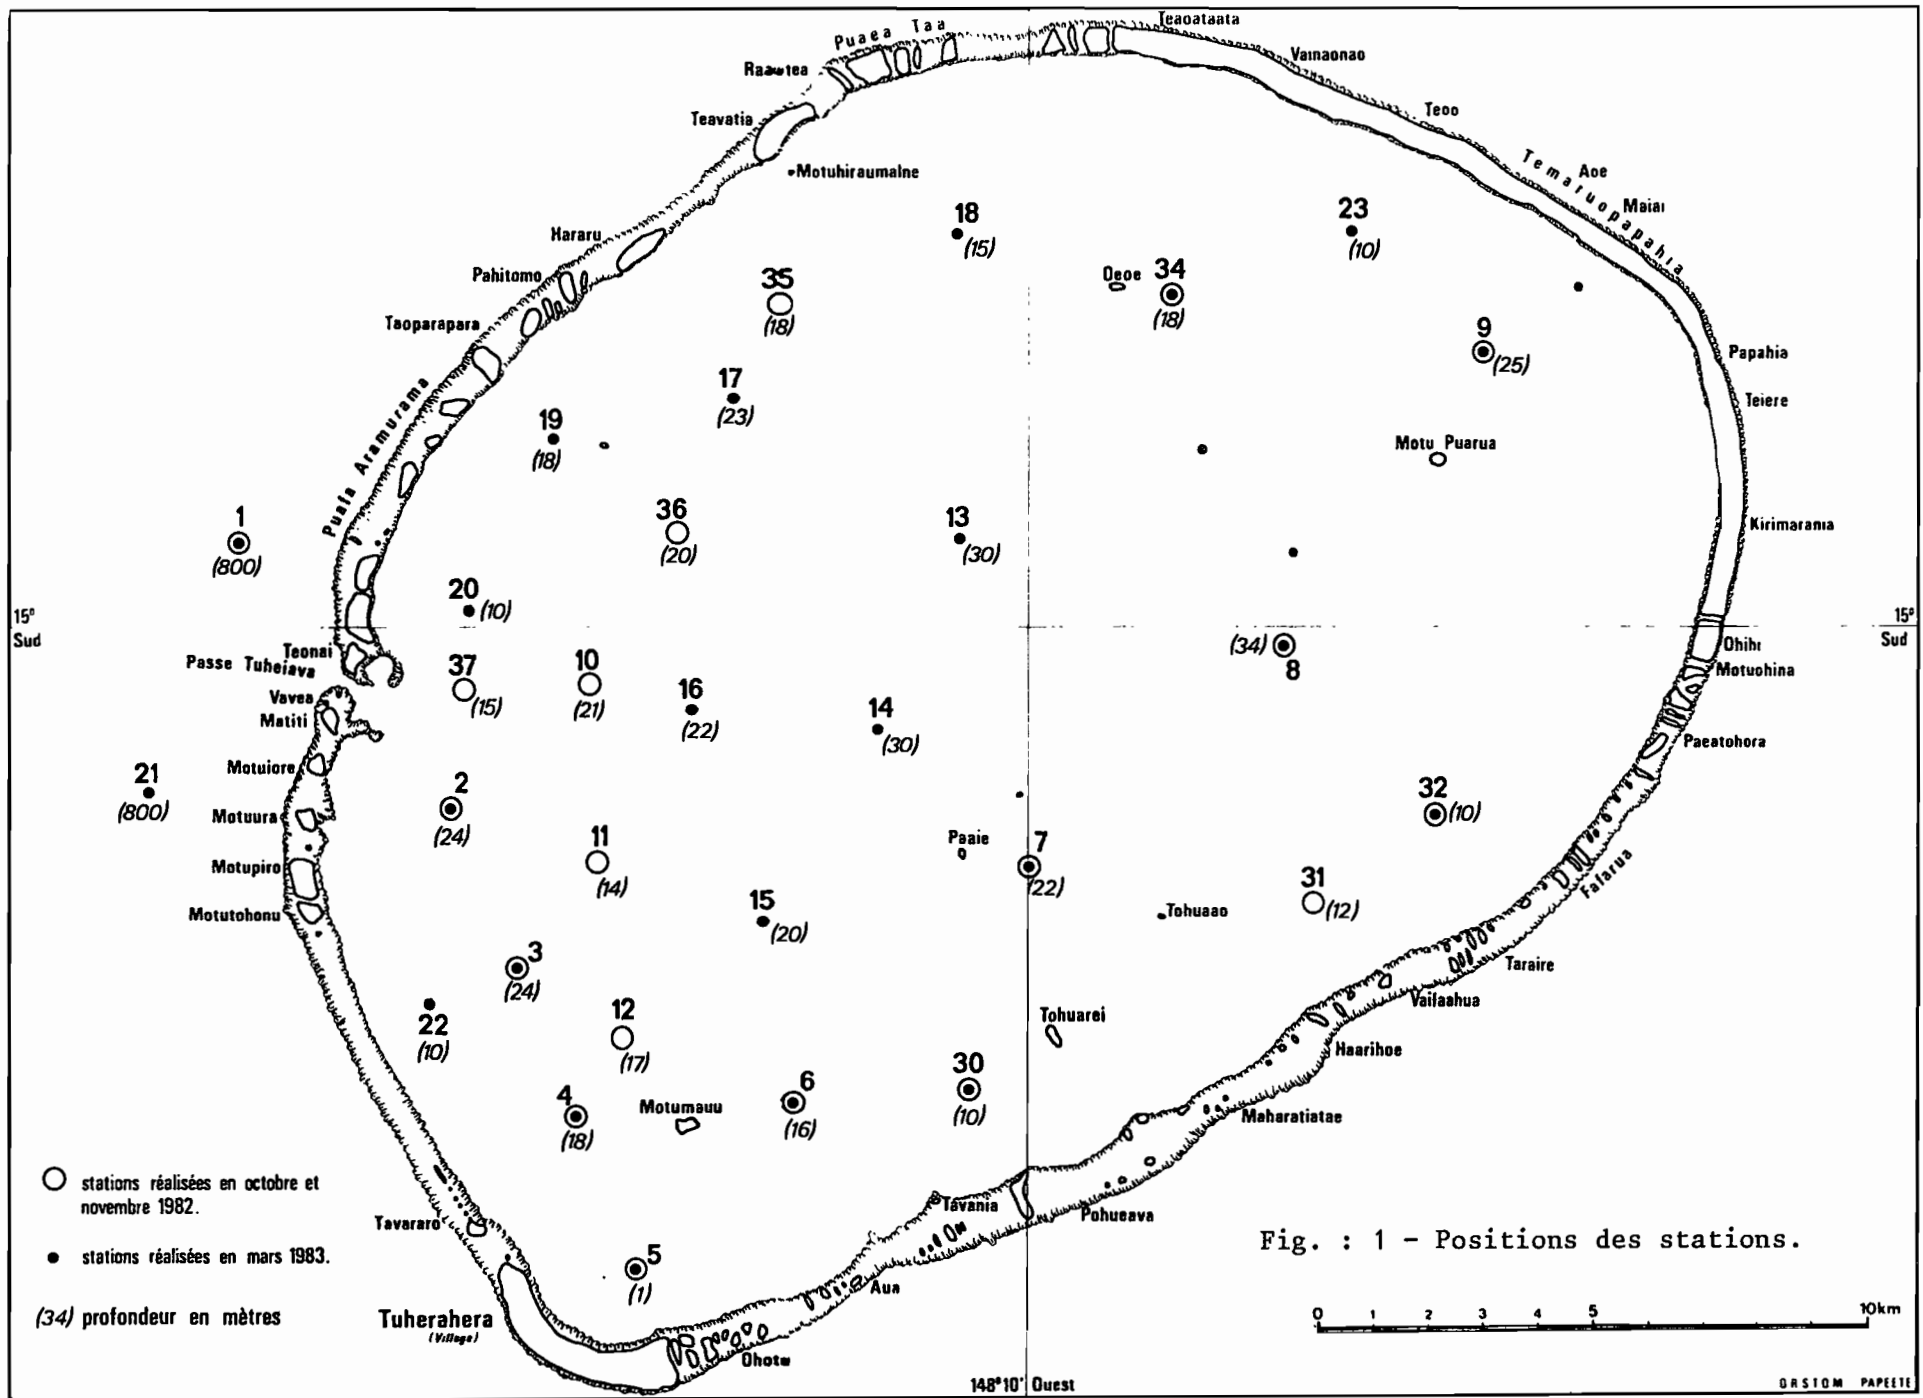 Teaoataata
Puaea Taa
Vainaonao
Raawtea
Teoo
Teavatia
Temaruopapahia
Aoe
Motuhiraumaine
Maiai
18
(15)
23
(10)
Hararu
Pahitomo
35
(18)
Oeoe
34
(18)
Taoparapara
9
(25)
Papahia
17
(23)
Teiere
Puaia Aramurama
19
(18)
Motu Puarua
1
(800)
36
(20)
13
(30)
Kirimarania
20
(10)
15°
Sud
15°
Sud
Teonai
Passe Tuheiava
(34)
8
Ohihi
Motuohina
37
(15)
10
(21)
16
(22)
Vavea
Matiti
14
(30)
Paeatohora
Motuiore
21
(800)
2
(24)
32
(10)
Motuura
11
(14)
Paaie
7
(22)
Motupiro
31
(12)
Falarua
Motutohonu
15
(20)
Tohuaao
3
(24)
Taraire
22
(10)
12
(17)
Tohuarei
Vailaahua
Haarihoe
30
(10)
4
(18)
Motumauu
6
(16)
Maharatiatae
stations réalisées en octobre et
novembre 1982.
Tavararo
Tavania
Pohueava
stations réalisées en mars 1983.
5
(1)
Aua
Fig. : 1 - Positions des stations.
(34) profondeur en mètres
Tuherahera
(Village)
Ohotu
0 1 2 3 5 10km
148°10' Ouest
ORSTOM PAPEETE